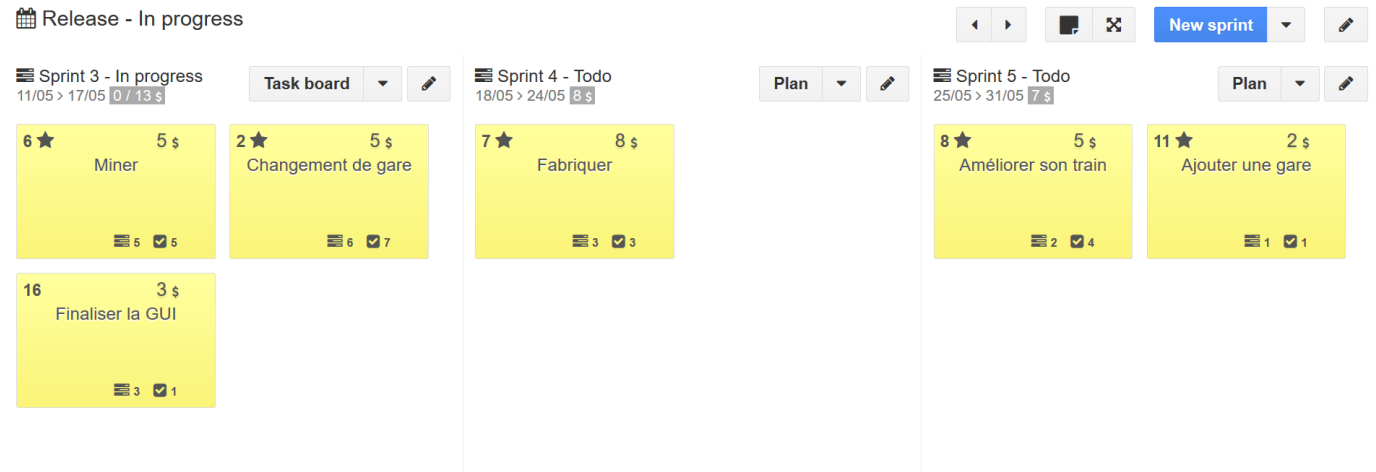 Release - In progress
New sprint
Sprint 3 - In progress
11/05 > 17/05 0 / 13 $
Task board
6 5 $
Miner
5 5
2 5 $
Changement de gare
6 7
16 3 $
Finaliser la GUI
3 1
Sprint 4 - Todo
18/05 > 24/05 8 $
Plan
7 8 $
Fabriquer
3 3
Sprint 5 - Todo
25/05 > 31/05 7 $
Plan
8 5 $
Améliorer son train
2 4
11 2 $
Ajouter une gare
1 1